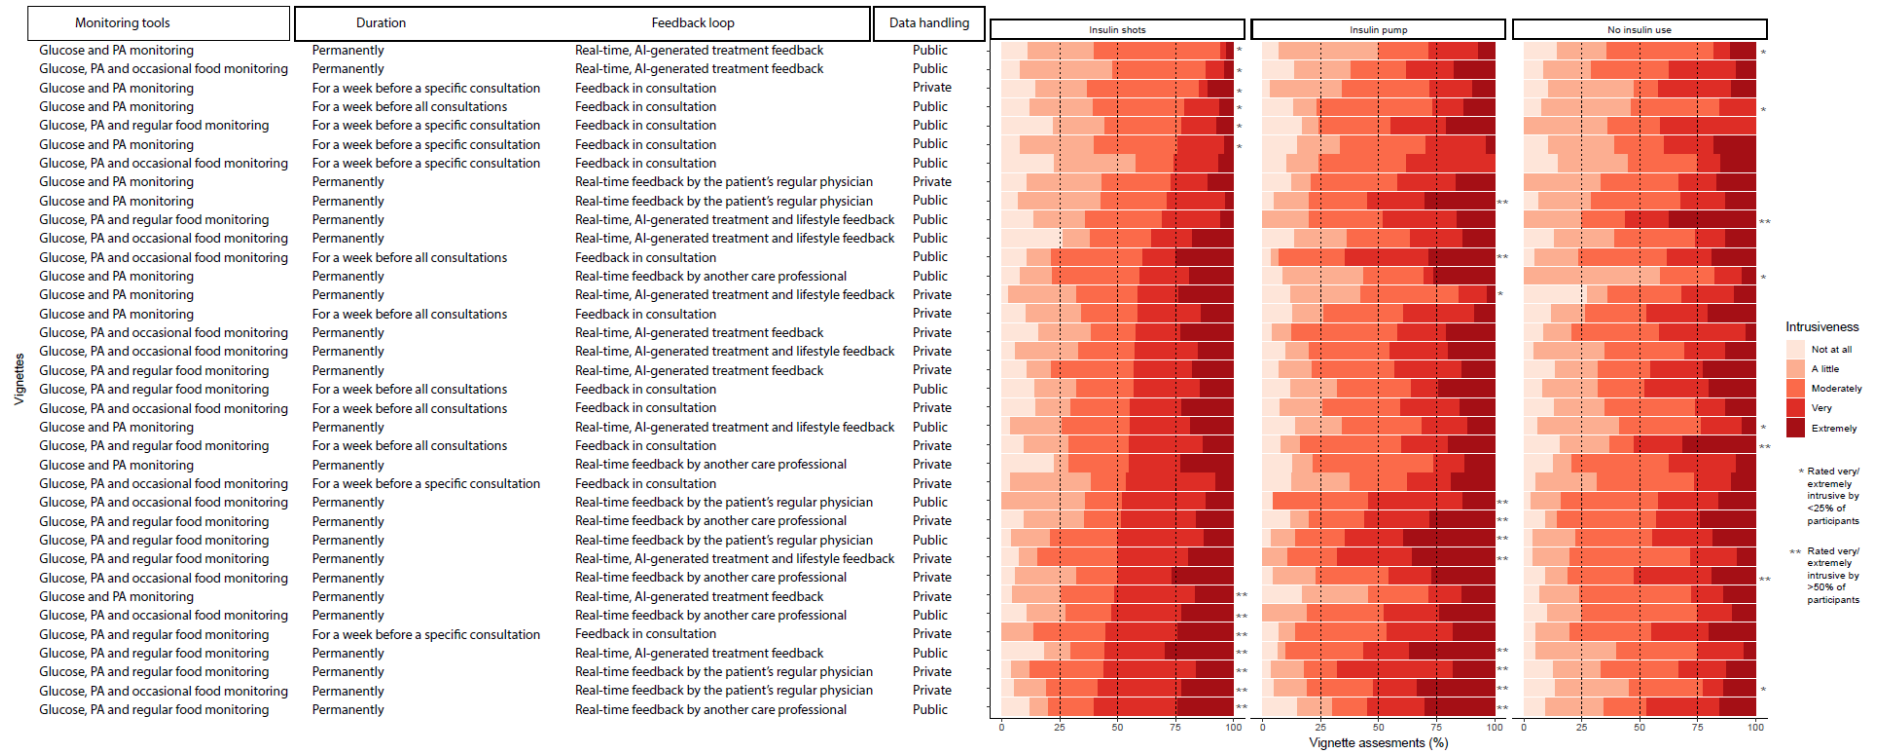 Monitoring tools Duration Feedback loop Data handling
Insulin shots Insulin pump No insulin use
Glucose and PA monitoring Permanently Real-time, AI-generated treatment feedback Public * *
Glucose, PA and occasional food monitoring Permanently Real-time, AI-generated treatment feedback Public *
Glucose and PA monitoring For a week before a specific consultation Feedback in consultation Private *
Glucose and PA monitoring For a week before all consultations Feedback in consultation Public * *
Glucose, PA and regular food monitoring For a week before a specific consultation Feedback in consultation Public *
Glucose and PA monitoring For a week before a specific consultation Feedback in consultation Public *
Glucose, PA and occasional food monitoring For a week before a specific consultation Feedback in consultation Public
Glucose and PA monitoring Permanently Real-time feedback by the patient's regular physician Private
Glucose and PA monitoring Permanently Real-time feedback by the patient's regular physician Public **
Glucose, PA and regular food monitoring Permanently Real-time, AI-generated treatment and lifestyle feedback Public **
Glucose, PA and occasional food monitoring Permanently Real-time, AI-generated treatment and lifestyle feedback Public
Glucose, PA and occasional food monitoring For a week before all consultations Feedback in consultation Public **
Glucose and PA monitoring Permanently Real-time feedback by another care professional Public *
Glucose and PA monitoring Permanently Real-time, AI-generated treatment and lifestyle feedback Private *
Glucose and PA monitoring For a week before all consultations Feedback in consultation Private
Glucose, PA and occasional food monitoring Permanently Real-time, AI-generated treatment feedback Private
Glucose, PA and occasional food monitoring Permanently Real-time, AI-generated treatment and lifestyle feedback Private
Glucose, PA and regular food monitoring Permanently Real-time, AI-generated treatment feedback Private
Glucose, PA and regular food monitoring For a week before all consultations Feedback in consultation Public
Glucose, PA and occasional food monitoring For a week before all consultations Feedback in consultation Private
Glucose and PA monitoring Permanently Real-time, AI-generated treatment and lifestyle feedback Public *
Glucose, PA and regular food monitoring For a week before all consultations Feedback in consultation Private **
Glucose and PA monitoring Permanently Real-time feedback by another care professional Private
Glucose, PA and occasional food monitoring For a week before a specific consultation Feedback in consultation Private
Glucose, PA and occasional food monitoring Permanently Real-time feedback by the patient's regular physician Public **
Glucose, PA and regular food monitoring Permanently Real-time feedback by another care professional Private **
Glucose, PA and regular food monitoring Permanently Real-time feedback by the patient's regular physician Public **
Glucose, PA and regular food monitoring Permanently Real-time, AI-generated treatment and lifestyle feedback Private **
Glucose, PA and occasional food monitoring Permanently Real-time feedback by another care professional Private **
Glucose and PA monitoring Permanently Real-time, AI-generated treatment feedback Private **
Glucose, PA and occasional food monitoring Permanently Real-time feedback by another care professional Public **
Glucose, PA and regular food monitoring For a week before a specific consultation Feedback in consultation Private **
Glucose, PA and regular food monitoring Permanently Real-time, AI-generated treatment feedback Public ** **
Glucose, PA and regular food monitoring Permanently Real-time feedback by the patient's regular physician Private ** **
Glucose, PA and occasional food monitoring Permanently Real-time feedback by the patient's regular physician Private ** ** *
Glucose, PA and regular food monitoring Permanently Real-time feedback by another care professional Public ** **
Vignettes
0 25 50 75 100 0 25 50 75 100 0 25 50 75 100
Vignette assesments (%)
Intrusiveness
Not at all
A little
Moderately
Very
Extremely
* Rated very/
extremely
intrusive by
<25% of
participants
** Rated very/
extremely
intrusive by
>50% of
participants